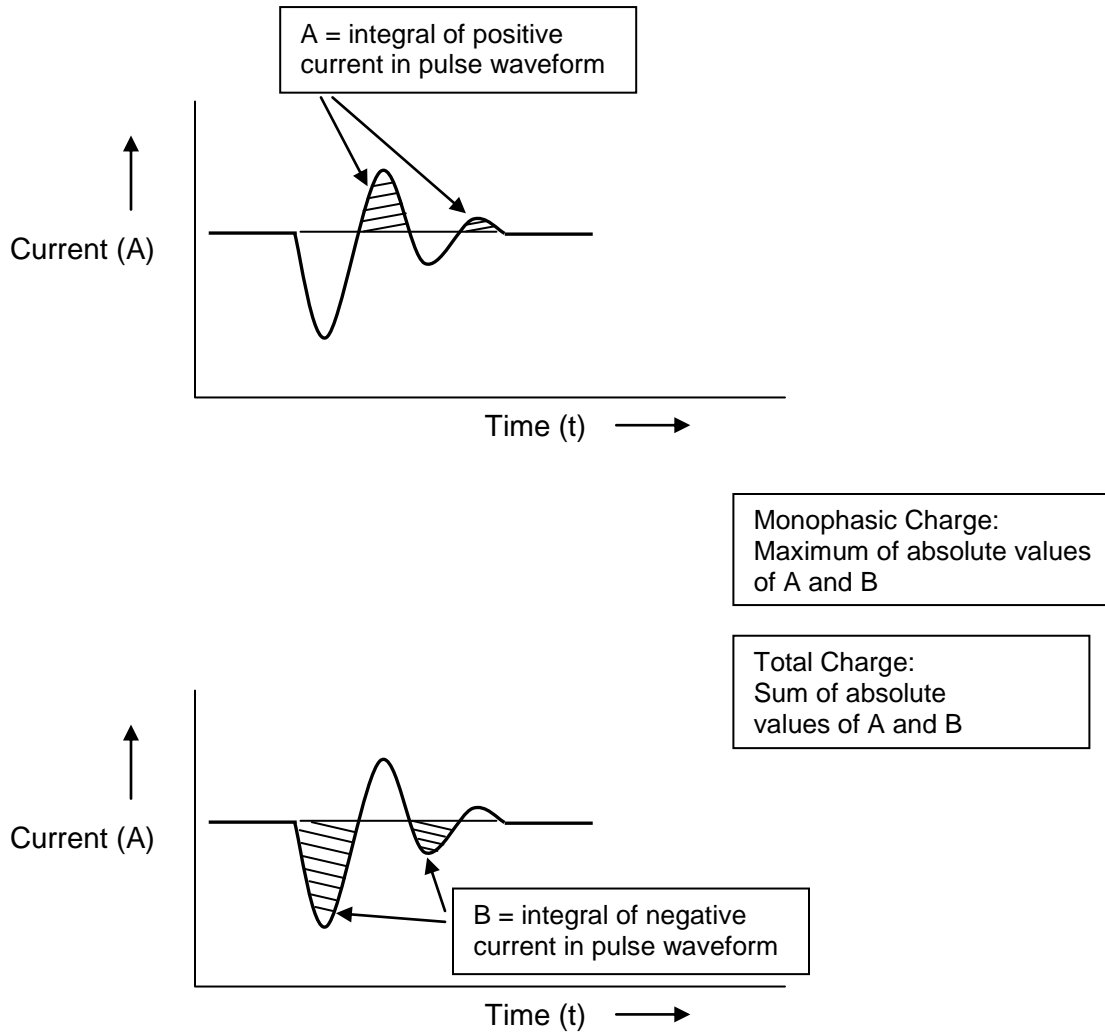 A = integral of positive
current in pulse waveform
Current (A)
Time (t)
Monophasic Charge:
Maximum of absolute values
of A and B
Total Charge:
Sum of absolute
values of A and B
Current (A)
B = integral of negative
current in pulse waveform
Time (t)